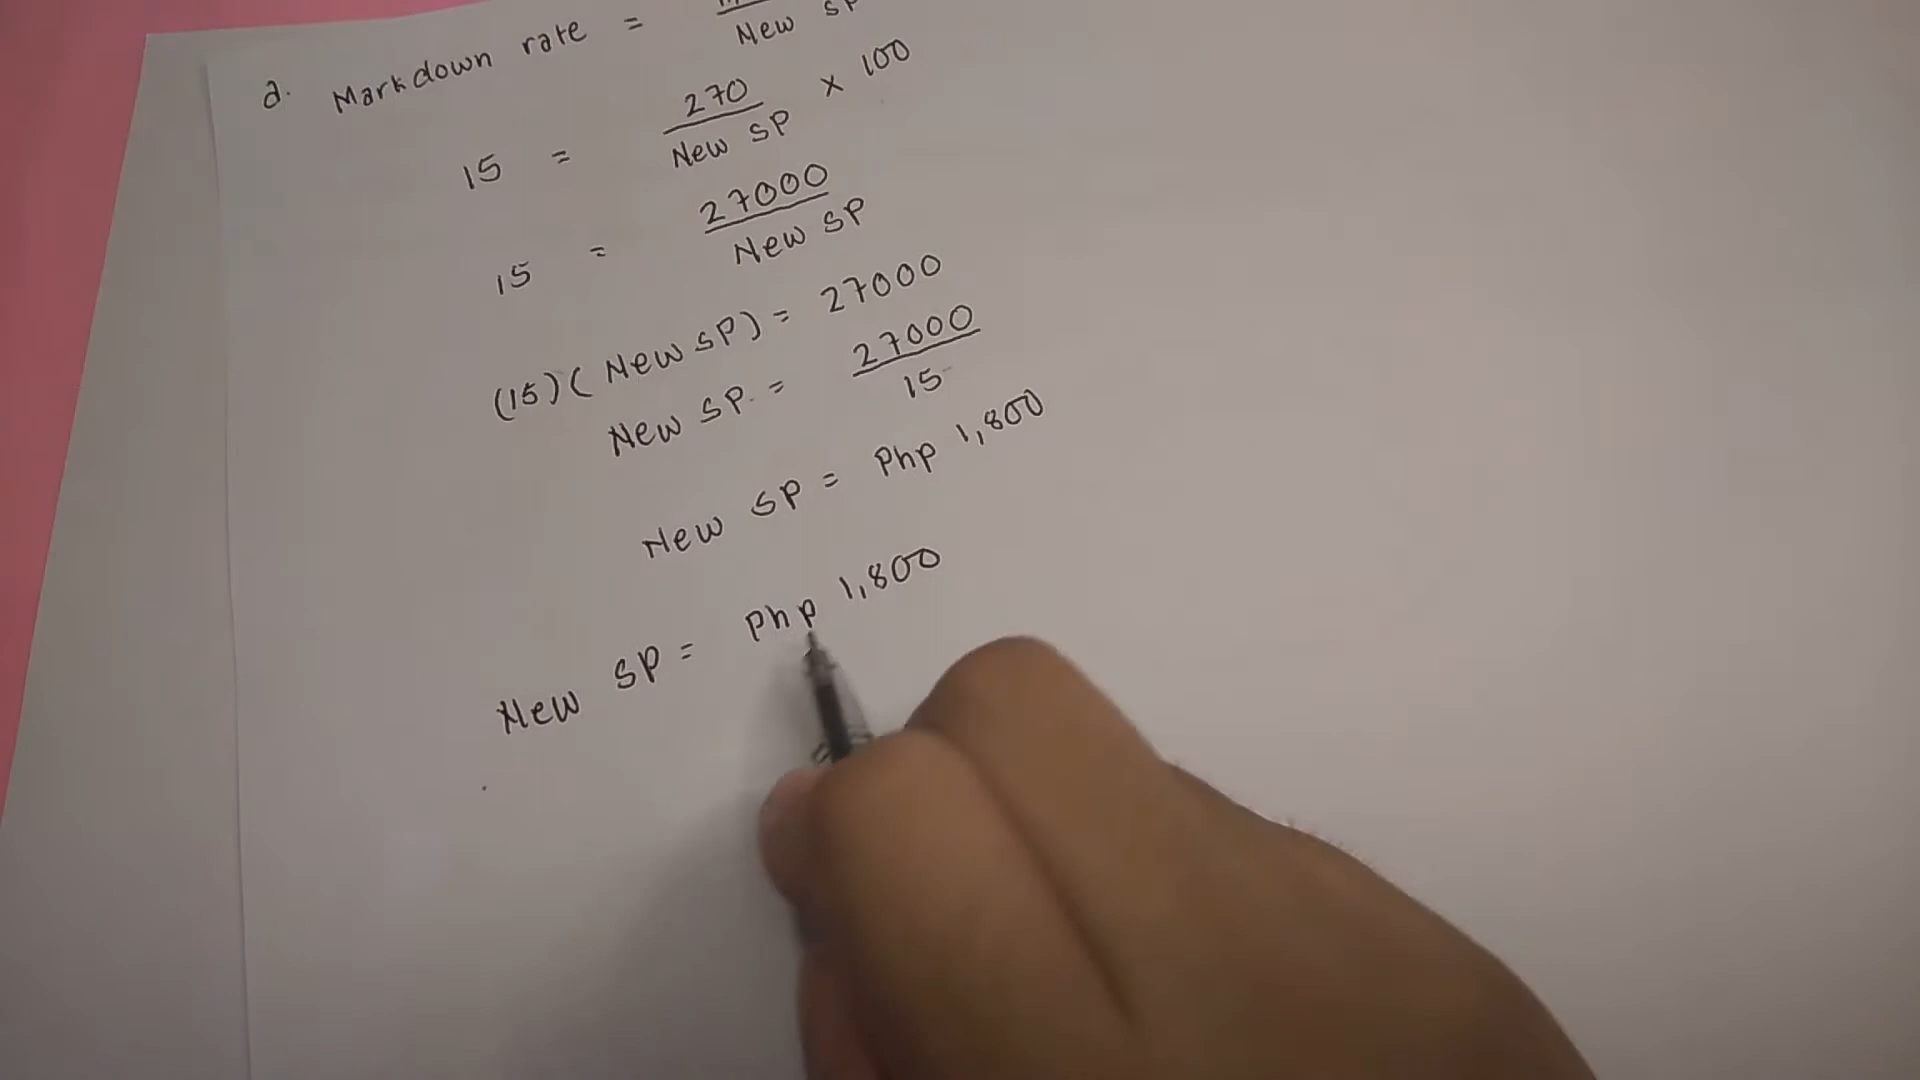 a. Markdown rate =
New SP
15 = 270 / New SP × 100
15 = 27000 / New SP
(15)(New SP) = 27000
New SP. = 27000 / 15
New SP = Php 1,800
New SP = Php 1,800